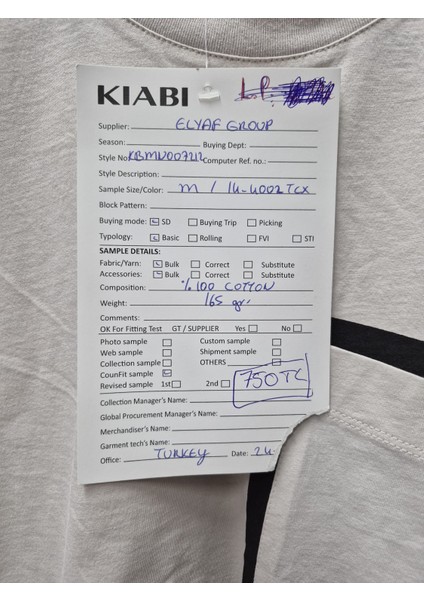 KIABI L.P.
Supplier: ELYAF GROUP
Season: Buying Dept:
Style No: KBMN007212 Computer Ref. no.:
Style Description:
Sample Size/Color: M / 14-4002 TCX
Block Pattern:
Buying mode: SD Buying Trip Picking
Typology: Basic Rolling FVI STI
SAMPLE DETAILS:
Fabric/Yarn: Bulk Correct Substitute
Accessories: Bulk Correct Substitute
Composition: %100 COTTON
Weight: 165 gr.
Comments:
OK For Fitting Test GT / SUPPLIER Yes No
Photo sample Custom sample
Web sample Shipment sample
Collection sample OTHERS
CounFit sample
Revised sample 1st 2nd 750TL
Collection Manager's Name:
Global Procurement Manager's Name:
Merchandiser's Name:
Garment tech's Name:
Office: TURKEY Date: 24